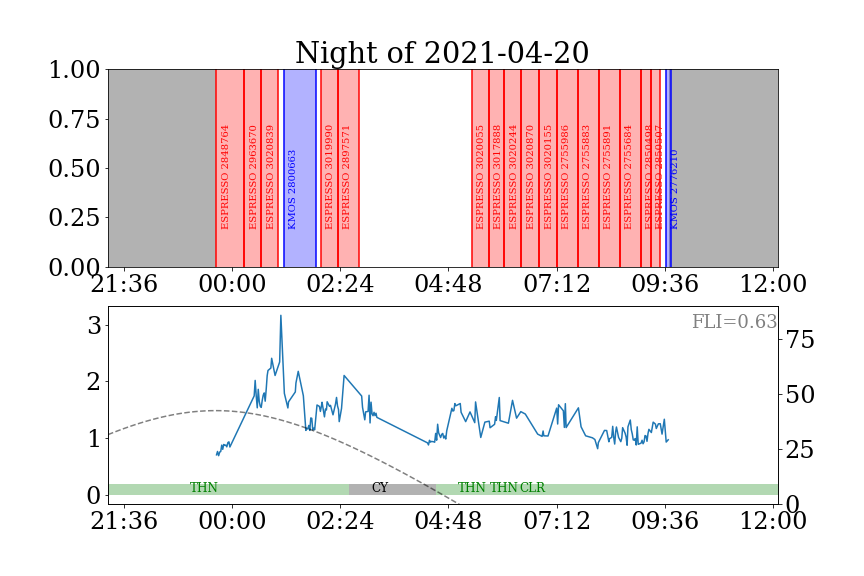 Night of 2021-04-20
1.00
0.75
0.50
0.25
0.00
ESPRESSO 2848764
ESPRESSO 2963670
ESPRESSO 3020839
KMOS 2800663
ESPRESSO 3019990
ESPRESSO 2897571
ESPRESSO 3020055
ESPRESSO 3017888
ESPRESSO 3020244
ESPRESSO 3020870
ESPRESSO 3020155
ESPRESSO 2755986
ESPRESSO 2755883
ESPRESSO 2755891
ESPRESSO 2755684
ESPRESSO 2850498
ESPRESSO 2850507
KMOS 2776210
21:36 00:00 02:24 04:48 07:12 09:36 12:00
FLI=0.63
3
2
1
0
75
50
25
0
THN CY THN THN CLR
21:36 00:00 02:24 04:48 07:12 09:36 12:00